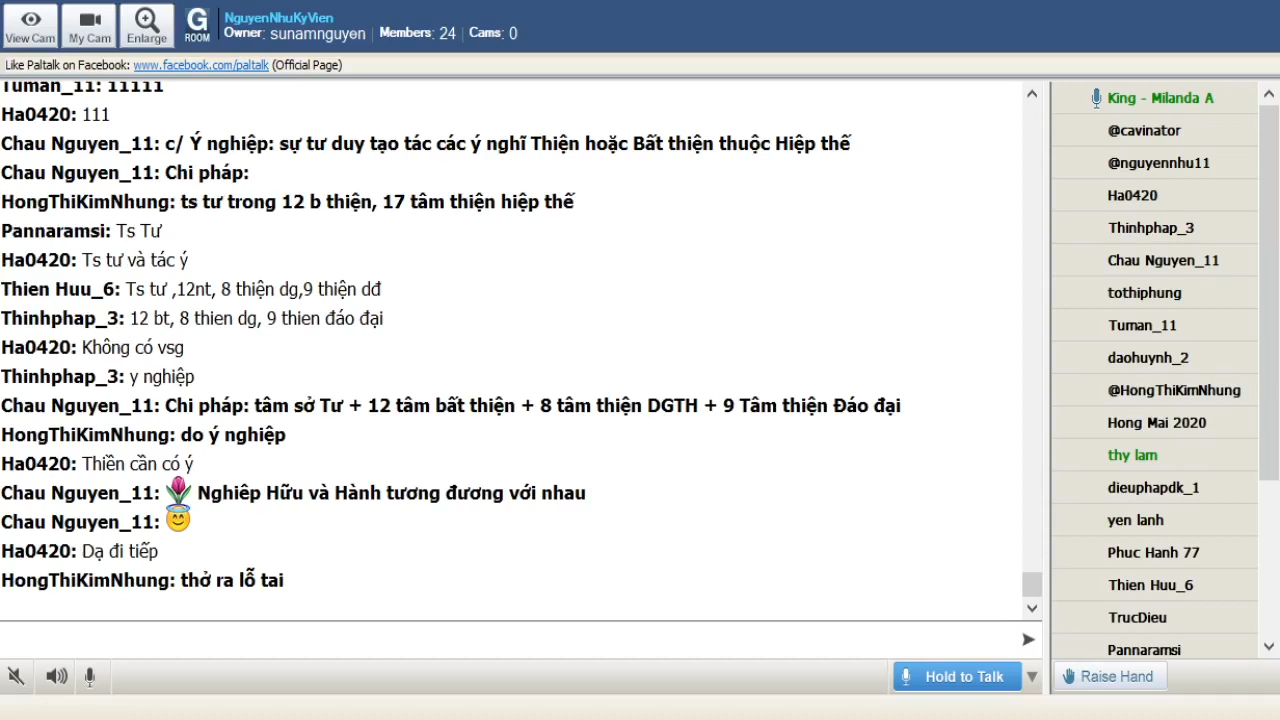 View Cam
My Cam
Enlarge
G
ROOM
NguyenNhuKyVien
Owner: sunamnguyen Members: 24 Cams: 0
Like Paltalk on Facebook: www.facebook.com/paltalk (Official Page)
Tuman_11: 11111
Ha0420: 111
Chau Nguyen_11: c/ Ý nghiệp: sự tư duy tạo tác các ý nghĩ Thiện hoặc Bất thiện thuộc Hiệp thế
Chau Nguyen_11: Chi pháp:
HongThiKimNhung: ts tư trong 12 b thiện, 17 tâm thiện hiệp thế
Pannaramsi: Ts Tư
Ha0420: Ts tư và tác ý
Thien Huu_6: Ts tư ,12nt, 8 thiện dg,9 thiện dđ
Thinhphap_3: 12 bt, 8 thien dg, 9 thien đáo đại
Ha0420: Không có vsg
Thinhphap_3: y nghiệp
Chau Nguyen_11: Chi pháp: tâm sở Tư + 12 tâm bất thiện + 8 tâm thiện DGTH + 9 Tâm thiện Đáo đại
HongThiKimNhung: do ý nghiệp
Ha0420: Thiền cần có ý
Chau Nguyen_11: Nghiêp Hữu và Hành tương đương với nhau
Chau Nguyen_11:
Ha0420: Dạ đi tiếp
HongThiKimNhung: thở ra lỗ tai
Hold to Talk
King - Milanda A
@cavinator
@nguyennhu11
Ha0420
Thinhphap_3
Chau Nguyen_11
tothiphung
Tuman_11
daohuynh_2
@HongThiKimNhung
Hong Mai 2020
thy lam
dieuphapdk_1
yen lanh
Phuc Hanh 77
Thien Huu_6
TrucDieu
Pannaramsi
Raise Hand